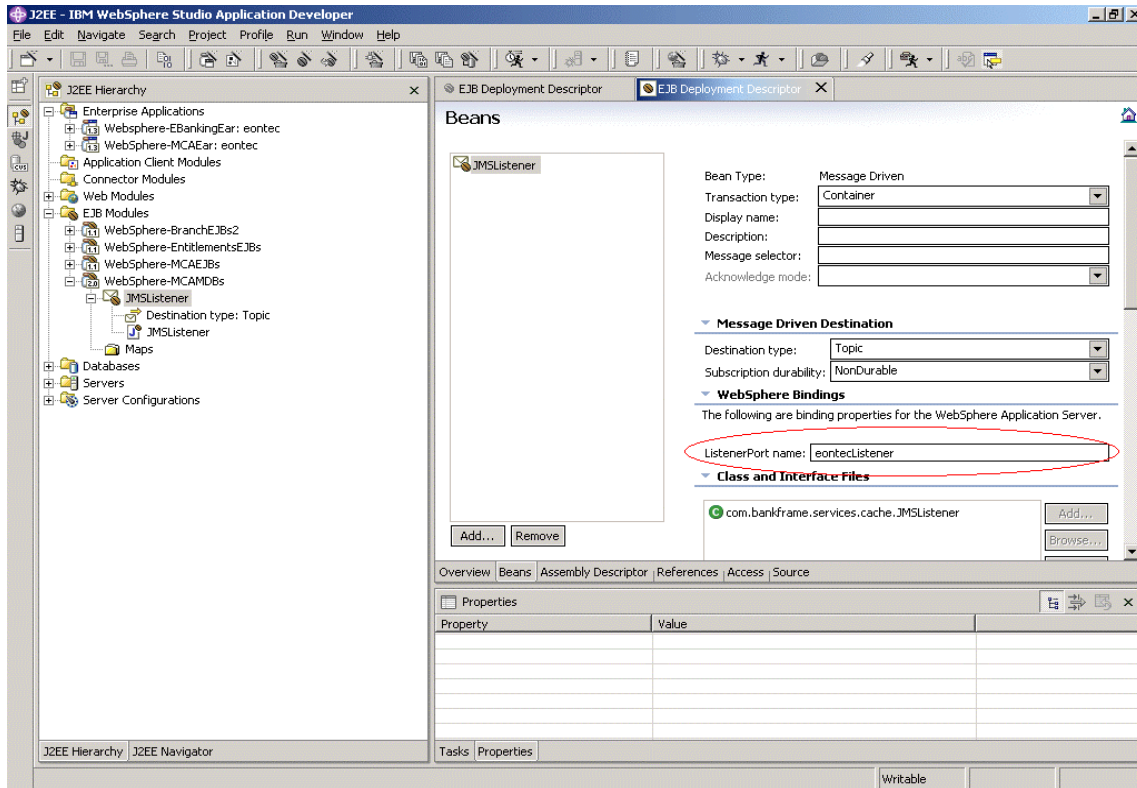 J2EE - IBM WebSphere Studio Application Developer
File Edit Navigate Search Project Profile Run Window Help
J2EE Hierarchy
Enterprise Applications
Websphere-EBankingEar: eontec
Websphere-MCAEar: eontec
Application Client Modules
Connector Modules
Web Modules
EJB Modules
WebSphere-BranchEJBs2
WebSphere-EntitlementsEJBs
WebSphere-MCAEJBs
WebSphere-MCAMDBs
JMSListener
Destination type: Topic
JMSListener
Maps
Databases
Servers
Server Configurations
J2EE Hierarchy J2EE Navigator
EJB Deployment Descriptor EJB Deployment Descriptor
Beans
JMSListener
Add... Remove
Bean Type: Message Driven
Transaction type: Container
Display name:
Description:
Message selector:
Acknowledge mode:
Message Driven Destination
Destination type: Topic
Subscription durability: NonDurable
WebSphere Bindings
The following are binding properties for the WebSphere Application Server.
ListenerPort name: eontecListener
Class and Interface Files
com.bankframe.services.cache.JMSListener
Add...
Browse...
Overview Beans Assembly Descriptor References Access Source
Properties
Property Value
Tasks Properties
Writable